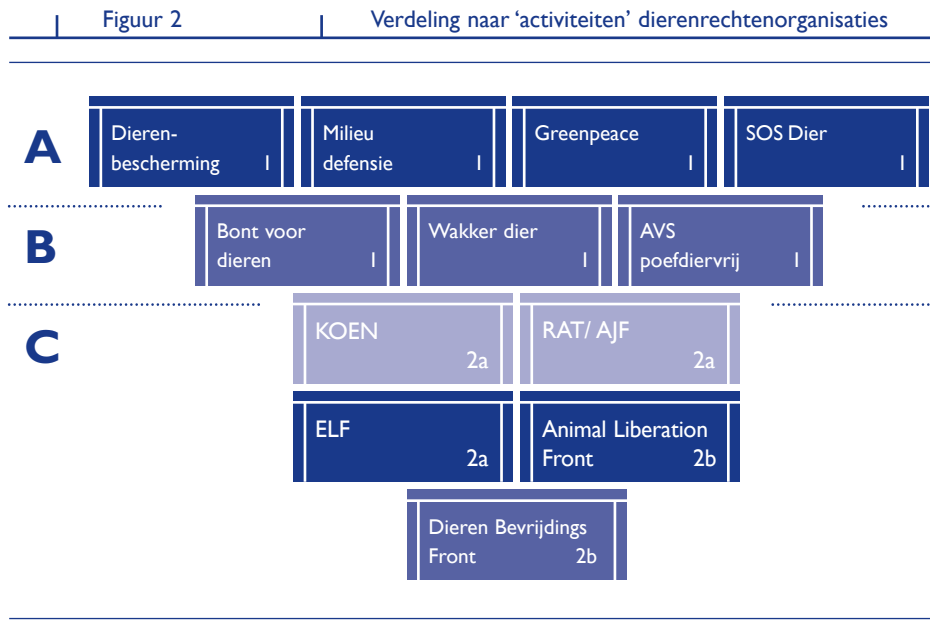 Figuur 2 Verdeling naar ‘activiteiten’ dierenrechtenorganisaties
A
Dieren-
bescherming 1
Milieu
defensie 1
Greenpeace
1
SOS Dier
1
B
Bont voor
dieren 1
Wakker dier
1
AVS
poefdiervrij 1
C
KOEN
2a
RAT/ AJF
2a
ELF
2a
Animal Liberation
Front 2b
Dieren Bevrijdings
Front 2b